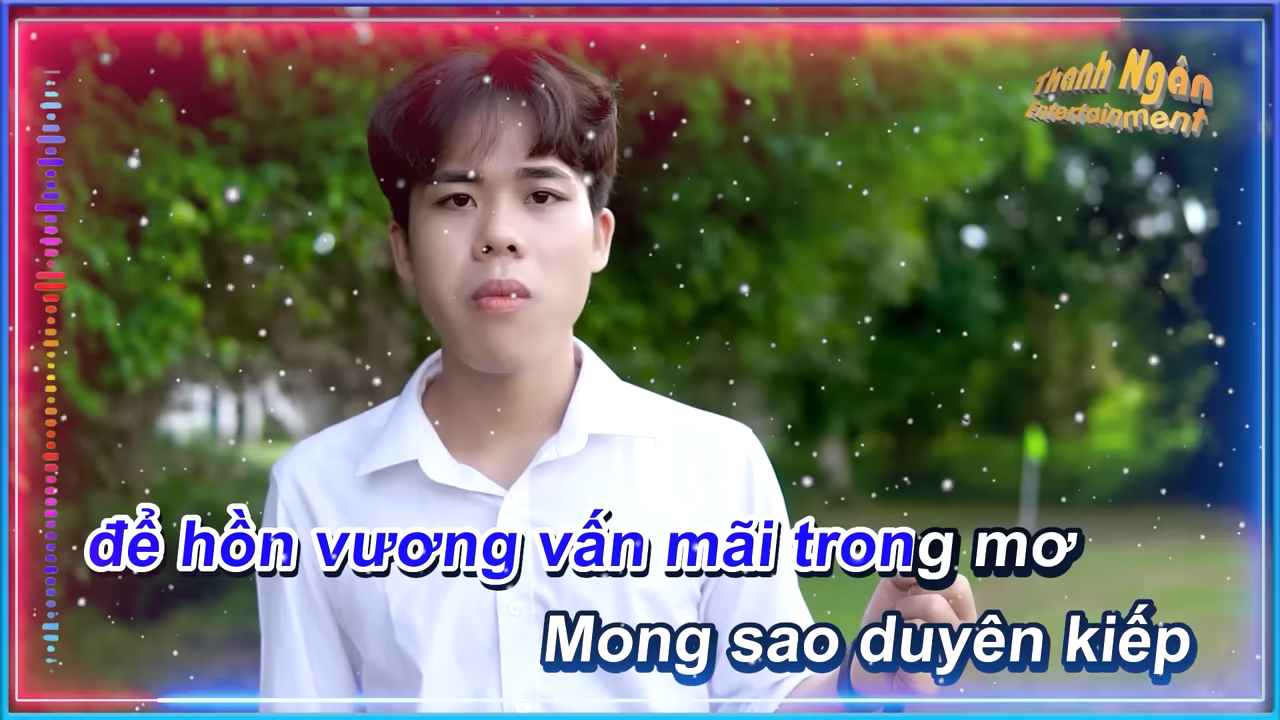 Thanh Ngân
Entertainment
để hồn vương vấn mãi trong mơ
Mong sao duyên kiếp